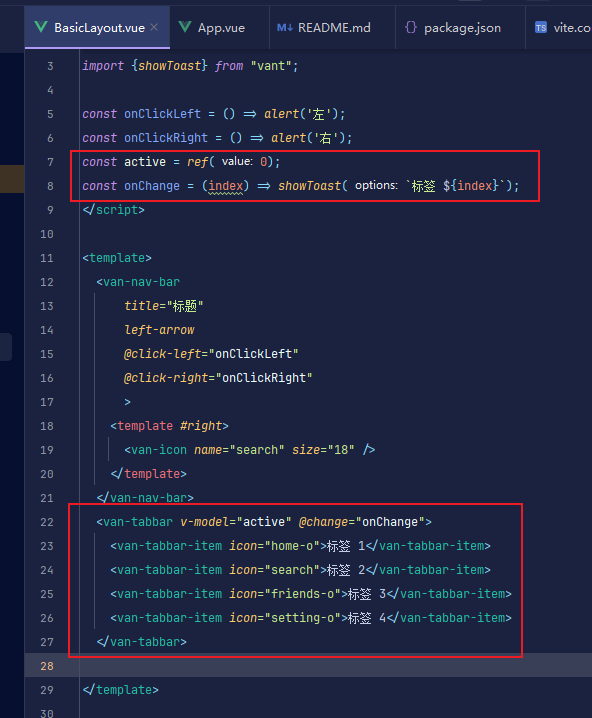 BasicLayout.vue × App.vue README.md package.json vite.co
3 import {showToast} from "vant";
4
5 const onClickLeft = () => alert('左');
6 const onClickRight = () => alert('右');
7 const active = ref( value: 0);
8 const onChange = (index) => showToast( options: `标签 ${index}`);
9 </script>
10
11 <template>
12 <van-nav-bar
13 title="标题"
14 left-arrow
15 @click-left="onClickLeft"
16 @click-right="onClickRight"
17 >
18 <template #right>
19 <van-icon name="search" size="18" />
20 </template>
21 </van-nav-bar>
22 <van-tabbar v-model="active" @change="onChange">
23 <van-tabbar-item icon="home-o">标签 1</van-tabbar-item>
24 <van-tabbar-item icon="search">标签 2</van-tabbar-item>
25 <van-tabbar-item icon="friends-o">标签 3</van-tabbar-item>
26 <van-tabbar-item icon="setting-o">标签 4</van-tabbar-item>
27 </van-tabbar>
28
29 </template>
30